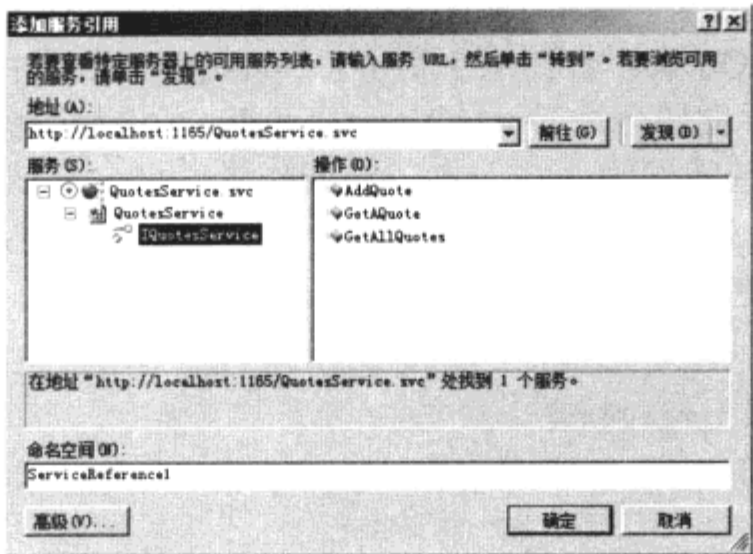 添加服务引用
若要查看特定服务器上的可用服务列表，请输入服务 URL，然后单击“转到”。若要浏览可用
的服务，请单击“发现”。
地址(A):
http://localhost:1165/QuotesService.svc
前往(G)
发现(D)
服务(S):
操作(O):
QuotesService.svc
QuotesService
IQuotesService
AddQuote
GetAQuote
GetAllQuotes
在地址“http://localhost:1165/QuotesService.svc”处找到 1 个服务。
命名空间(N):
ServiceReference1
高级(V)...
确定
取消